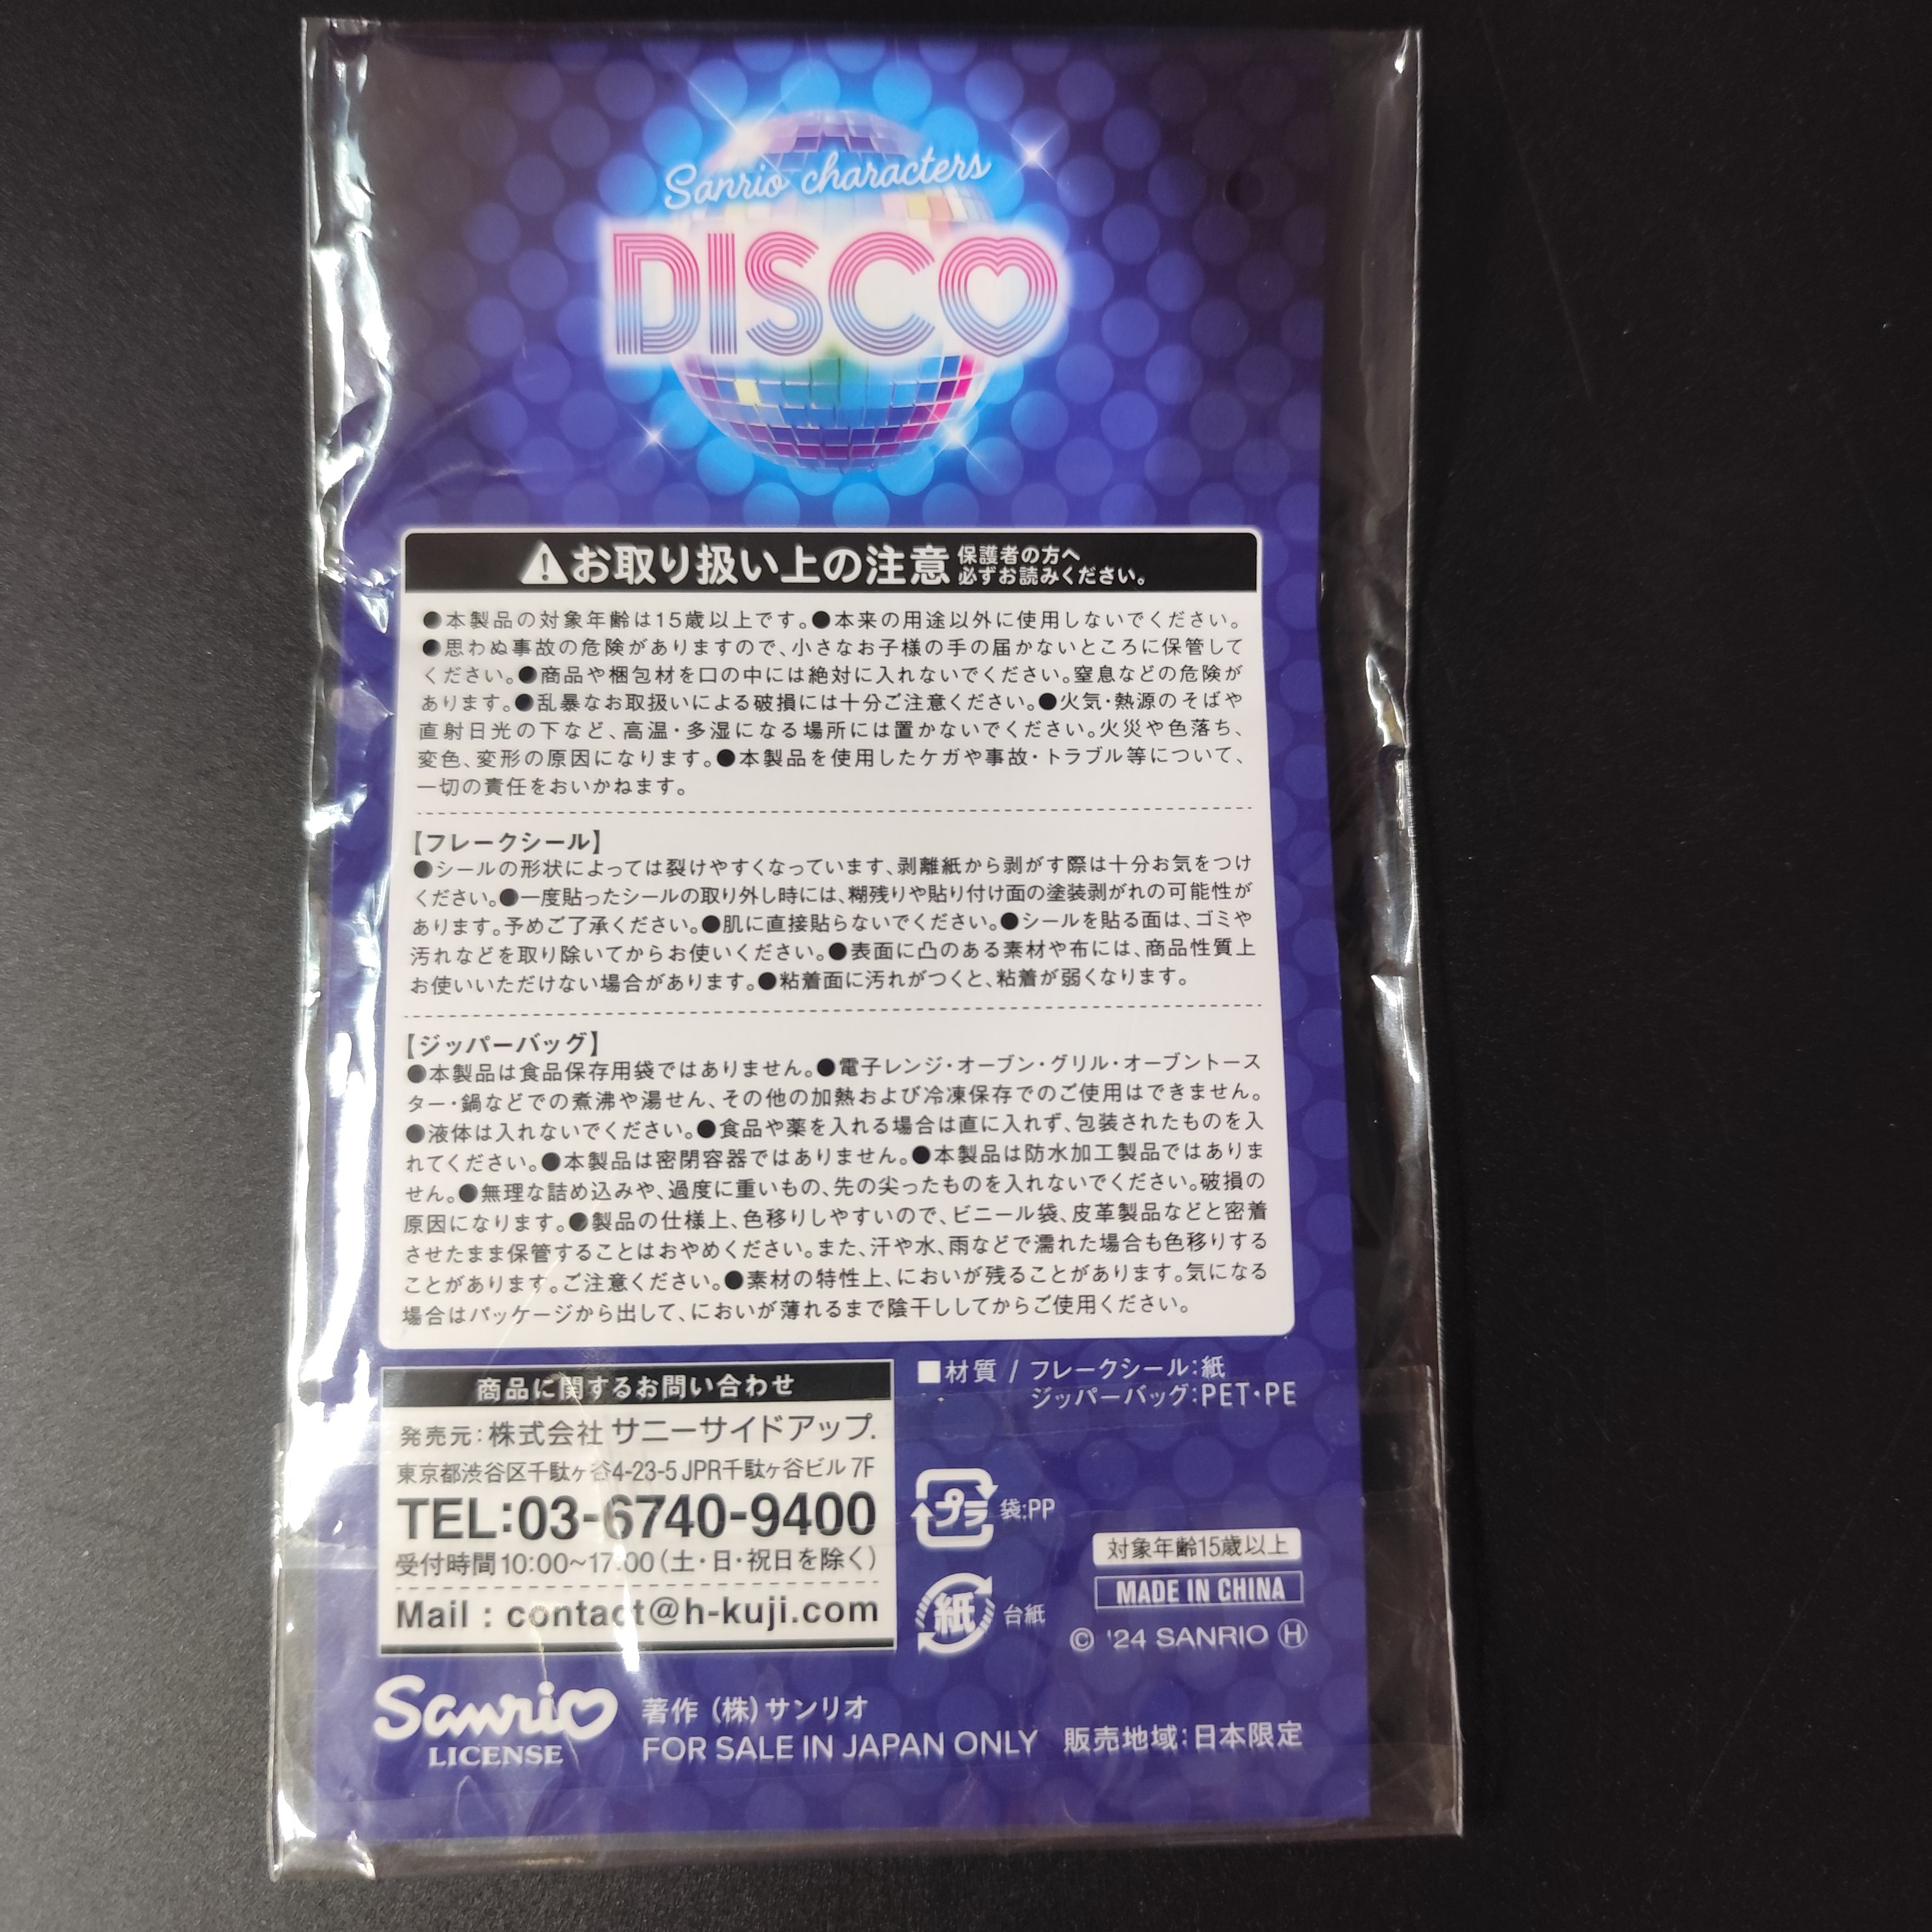 Sanrio characters
DISCO
お取り扱い上の注意 保護者の方へ
必ずお読みください。
●本製品の対象年齢は15歳以上です。●本来の用途以外に使用しないでください。
●思わぬ事故の危険がありますので、小さなお子様の手の届かないところに保管して
ください。●商品や梱包材を口の中には絶対に入れないでください。窒息などの危険が
あります。●乱暴なお取扱いによる破損には十分ご注意ください。●火気・熱源のそばや
直射日光の下など、高温・多湿になる場所には置かないでください。火災や色落ち、
変色、変形の原因になります。●本製品を使用したケガや事故・トラブル等について、
一切の責任をおいかねます。
【フレークシール】
●シールの形状によっては裂けやすくなっています、剥離紙から剥がす際は十分お気をつけ
ください。●一度貼ったシールの取り外し時には、糊残りや貼り付け面の塗装剥がれの可能性が
あります。予めご了承ください。●肌に直接貼らないでください。●シールを貼る面は、ゴミや
汚れなどを取り除いてからお使いください。●表面に凸のある素材や布には、商品性質上
お使いいただけない場合があります。●粘着面に汚れがつくと、粘着が弱くなります。
【ジッパーバッグ】
●本製品は食品保存用袋ではありません。●電子レンジ・オーブン・グリル・オーブントース
ター・鍋などでの煮沸や湯せん、その他の加熱および冷凍保存でのご使用はできません。
●液体は入れないでください。●食品や薬を入れる場合は直に入れず、包装されたものを入
れてください。●本製品は密閉容器ではありません。●本製品は防水加工製品ではありま
せん。●無理な詰め込みや、過度に重いもの、先の尖ったものを入れないでください。破損の
原因になります。●製品の仕様上、色移りしやすいので、ビニール袋、皮革製品などと密着
させたまま保管することはおやめください。また、汗や水、雨などで濡れた場合も色移りする
ことがあります。ご注意ください。●素材の特性上、においが残ることがあります。気になる
場合はパッケージから出して、においが薄れるまで陰干ししてからご使用ください。
商品に関するお問い合わせ
発売元:株式会社 サニーサイドアップ.
東京都渋谷区千駄ヶ谷4-23-5 JPR千駄ヶ谷ビル 7F
TEL:03-6740-9400
受付時間10:00~17:00(土・日・祝日を除く)
Mail : contact@h-kuji.com
■材質 / フレークシール:紙
ジッパーバッグ:PET・PE
プラ 袋:PP
紙 台紙
対象年齢15歳以上
MADE IN CHINA
© '24 SANRIO Ⓗ
Sanrio
LICENSE
著作 (株)サンリオ
FOR SALE IN JAPAN ONLY 販売地域:日本限定